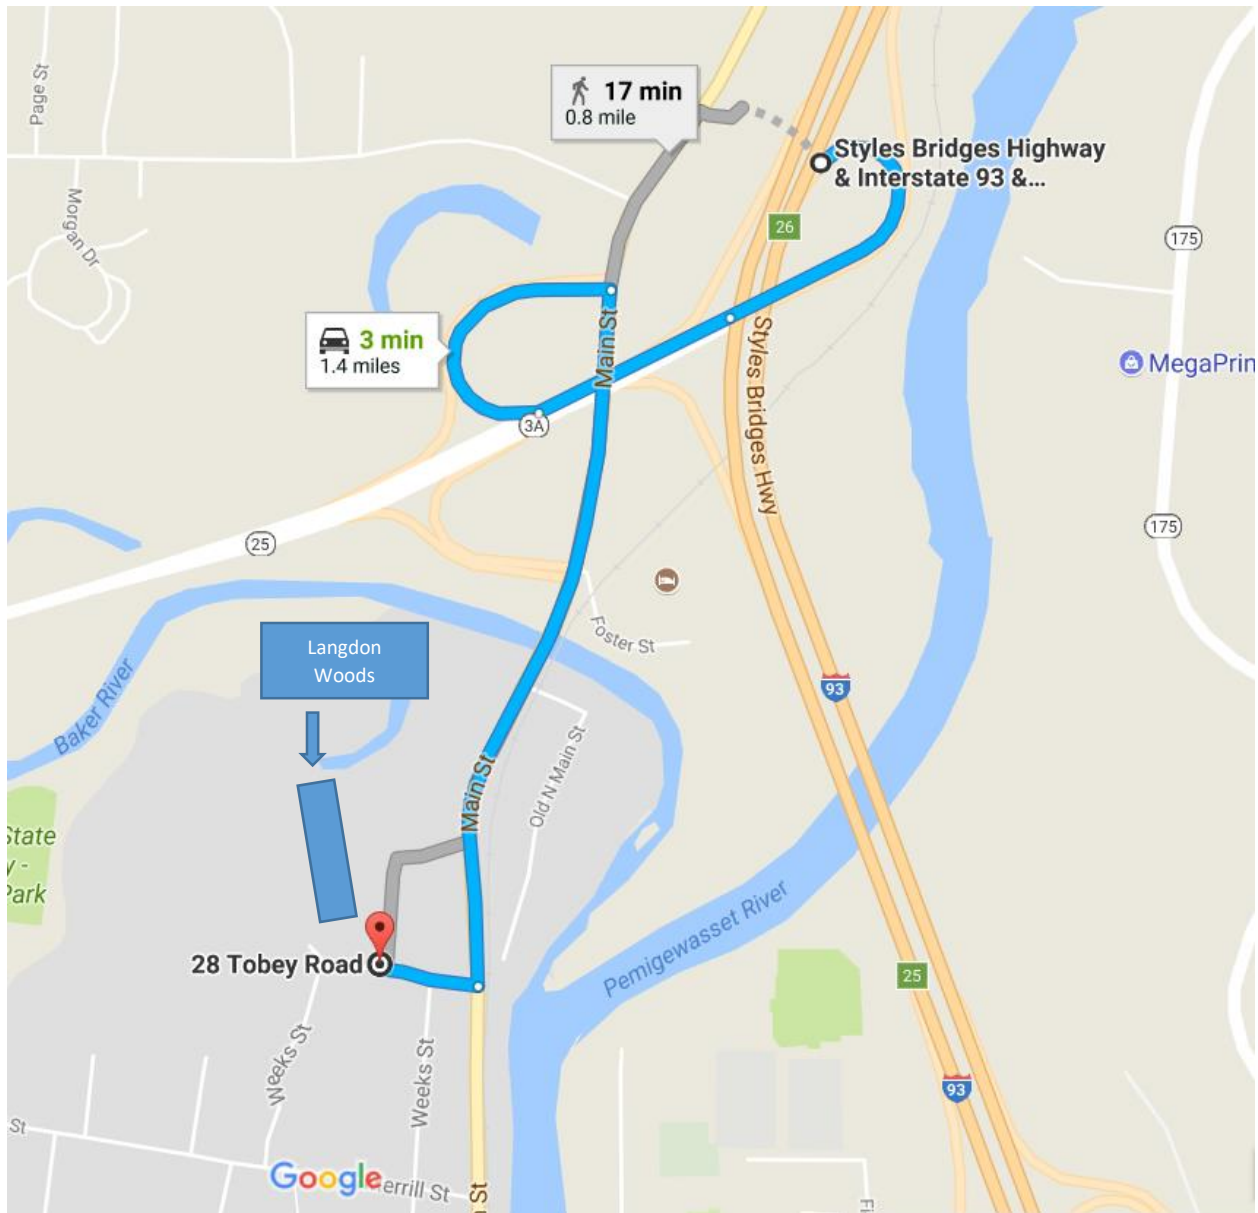 Page St
17 min
0.8 mile
Styles Bridges Highway
& Interstate 93 &...
Morgan Dr
26
175
3 min
1.4 miles
Main St
Styles Bridges Hwy
MegaPrin
3A
25
175
Foster St
Langdon
Woods
Baker River
93
Main St
Old N Main St
State
Park
Pemigewasset River
28 Tobey Road
25
Weeks St
Weeks St
93
St
Google
errill St
St
Fi